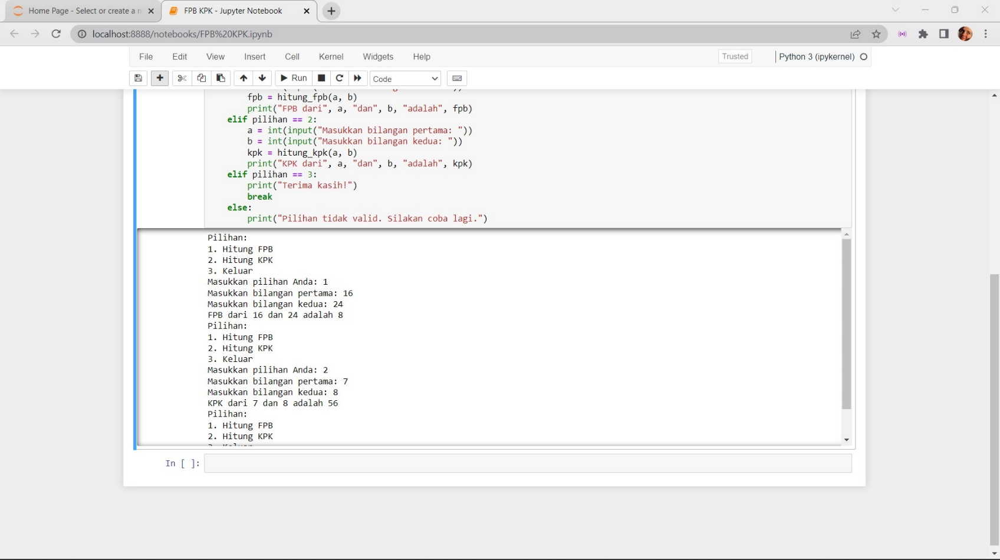 Home Page - Select or create a n
FPB KPK - Jupyter Notebook
localhost:8888/notebooks/FPB%20KPK.ipynb
File Edit View Insert Cell Kernel Widgets Help Trusted Python 3 (ipykernel)
Run Code
fpb = hitung_fpb(a, b)
print("FPB dari", a, "dan", b, "adalah", fpb)
elif pilihan == 2:
a = int(input("Masukkan bilangan pertama: "))
b = int(input("Masukkan bilangan kedua: "))
kpk = hitung_kpk(a, b)
print("KPK dari", a, "dan", b, "adalah", kpk)
elif pilihan == 3:
print("Terima kasih!")
break
else:
print("Pilihan tidak valid. Silakan coba lagi.")
Pilihan:
1. Hitung FPB
2. Hitung KPK
3. Keluar
Masukkan pilihan Anda: 1
Masukkan bilangan pertama: 16
Masukkan bilangan kedua: 24
FPB dari 16 dan 24 adalah 8
Pilihan:
1. Hitung FPB
2. Hitung KPK
3. Keluar
Masukkan pilihan Anda: 2
Masukkan bilangan pertama: 7
Masukkan bilangan kedua: 8
KPK dari 7 dan 8 adalah 56
Pilihan:
1. Hitung FPB
2. Hitung KPK
In [ ]: